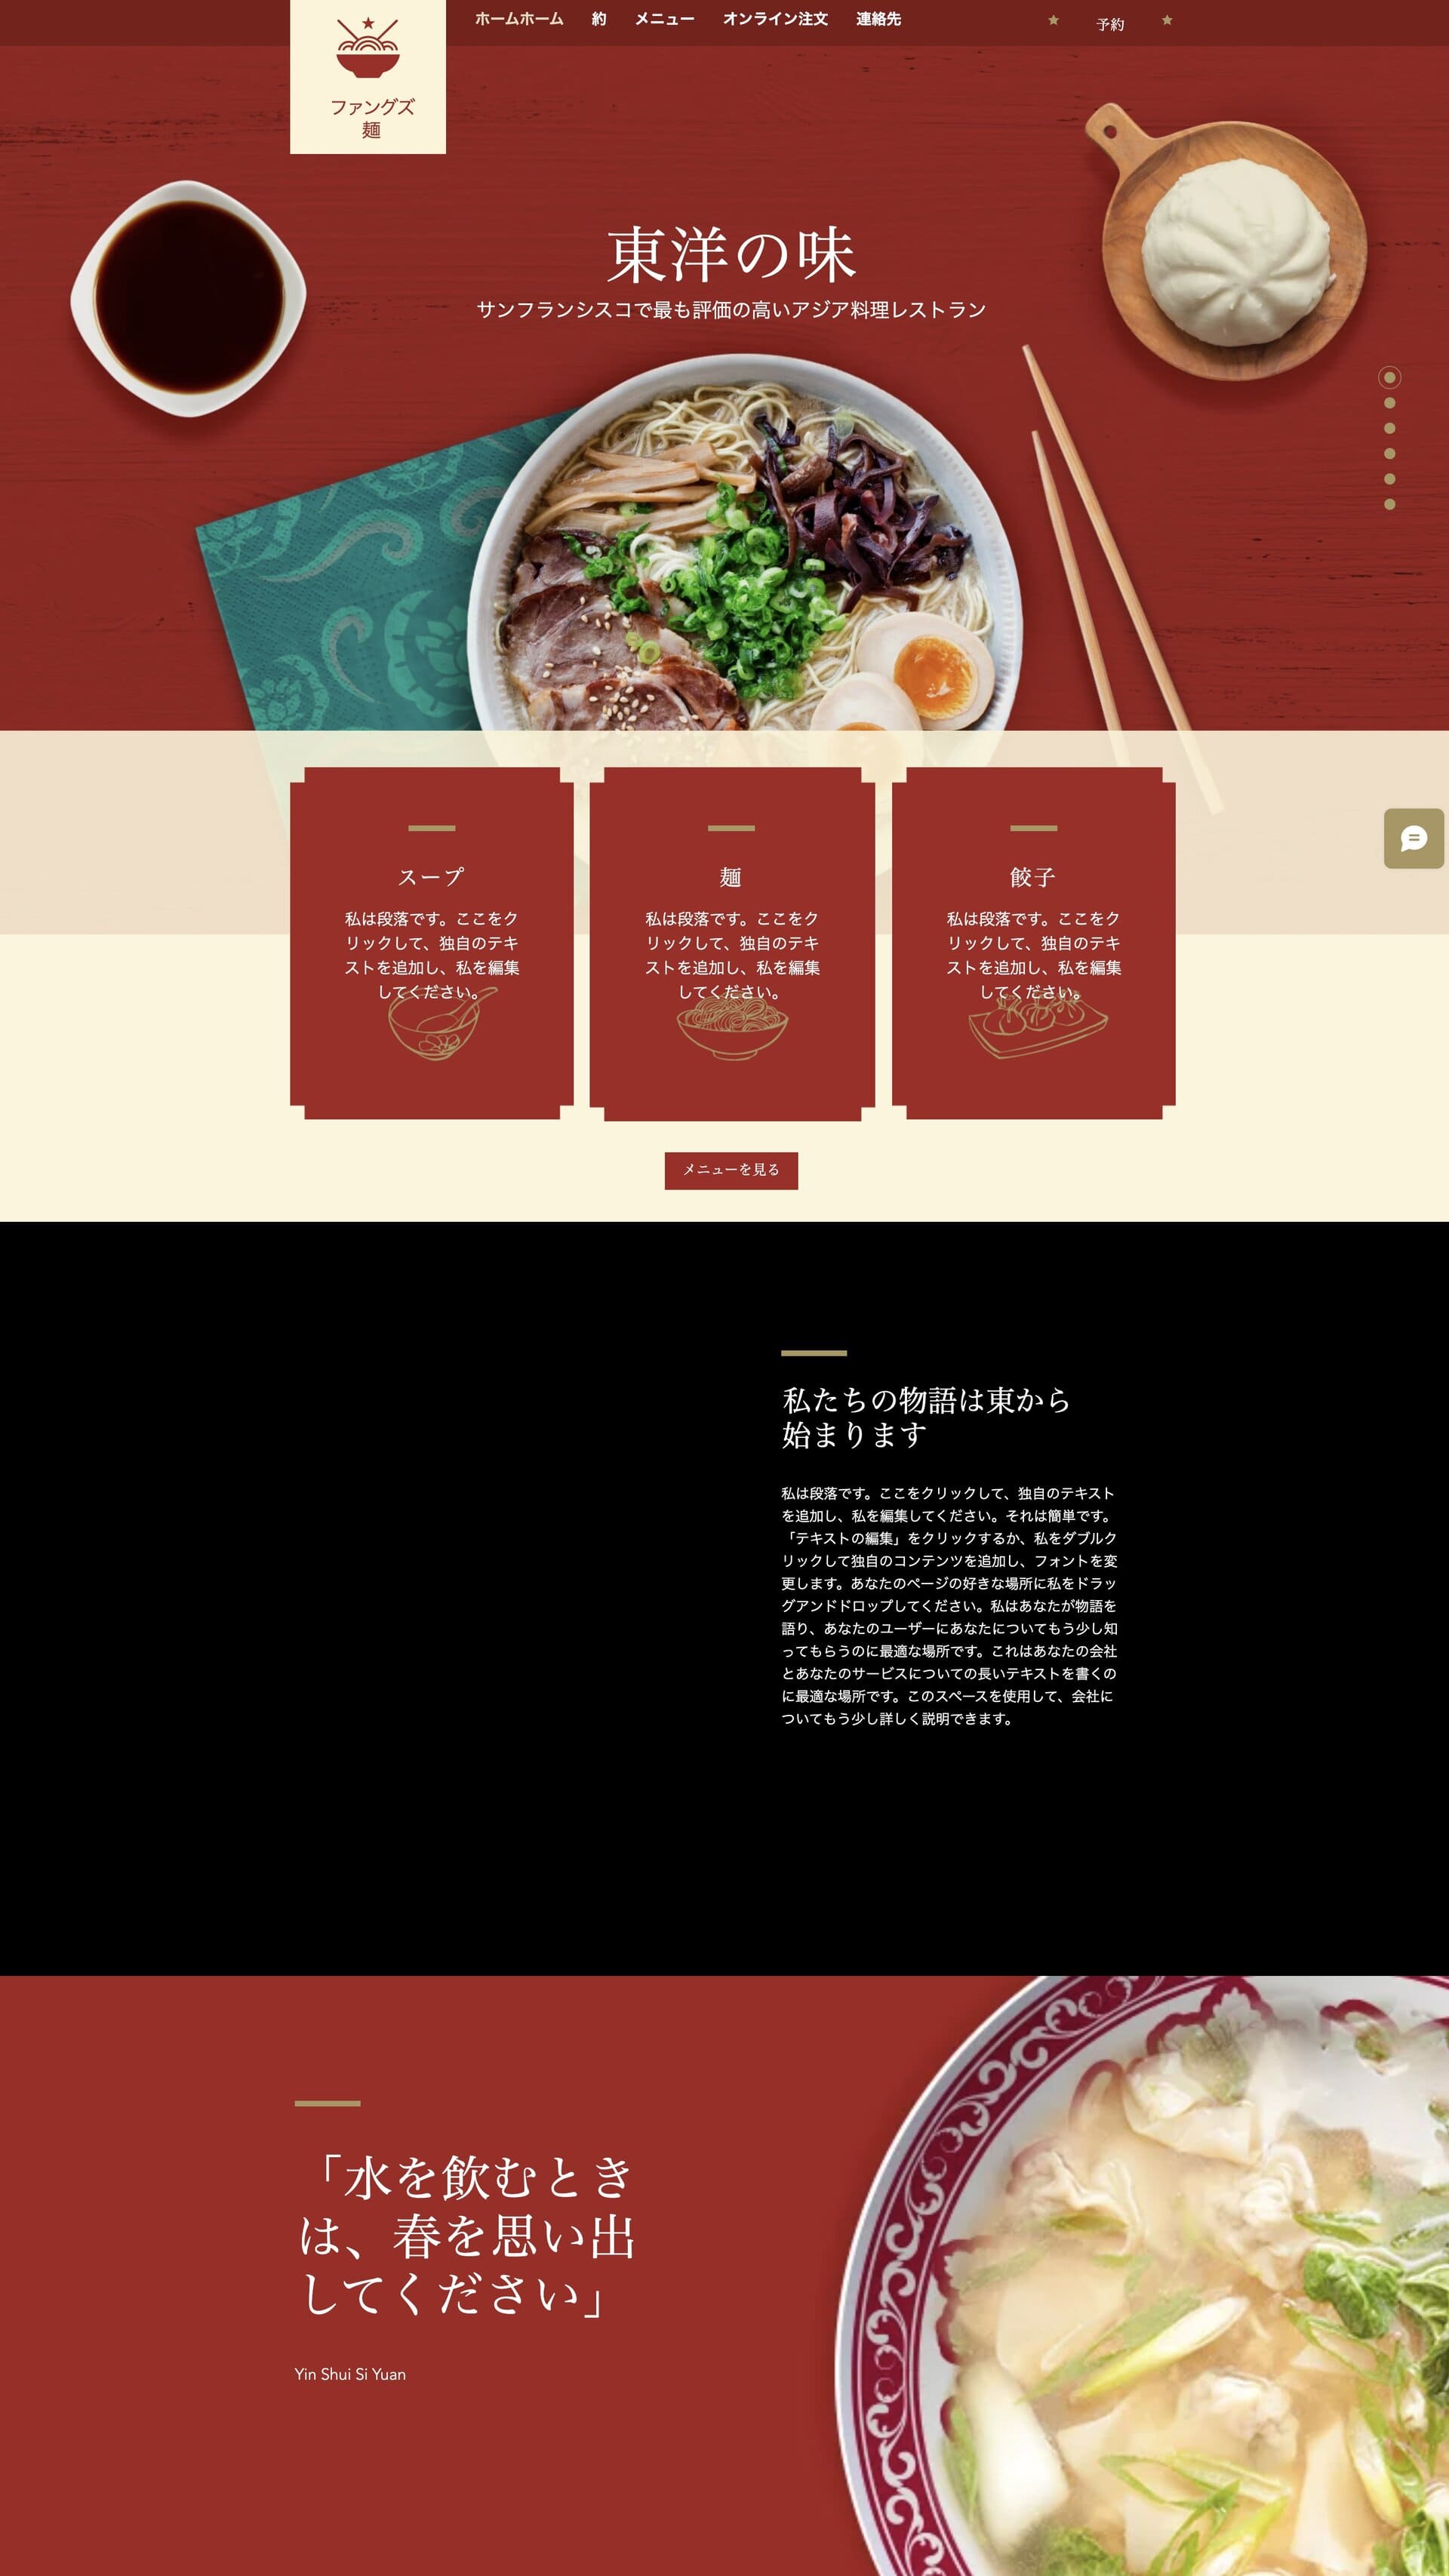 ホームホーム 約 メニュー オンライン注文 連絡先 予約
ファングズ
麺
東洋の味
サンフランシスコで最も評価の高いアジア料理レストラン
スープ
私は段落です。ここをク
リックして、独自のテキ
ストを追加し、私を編集
してください。
麺
私は段落です。ここをク
リックして、独自のテキ
ストを追加し、私を編集
してください。
餃子
私は段落です。ここをク
リックして、独自のテキ
ストを追加し、私を編集
してください。
メニューを見る
私たちの物語は東から
始まります
私は段落です。ここをクリックして、独自のテキスト
を追加し、私を編集してください。それは簡単です。
「テキストの編集」をクリックするか、私をダブルク
リックして独自のコンテンツを追加し、フォントを変
更します。あなたのページの好きな場所に私をドラッ
グアンドドロップしてください。私はあなたが物語を
語り、あなたのユーザーにあなたについてもう少し知
ってもらうのに最適な場所です。これはあなたの会社
とあなたのサービスについての長いテキストを書くの
に最適な場所です。このスペースを使用して、会社に
ついてもう少し詳しく説明できます。
「水を飲むとき
は、春を思い出
してください」
Yin Shui Si Yuan